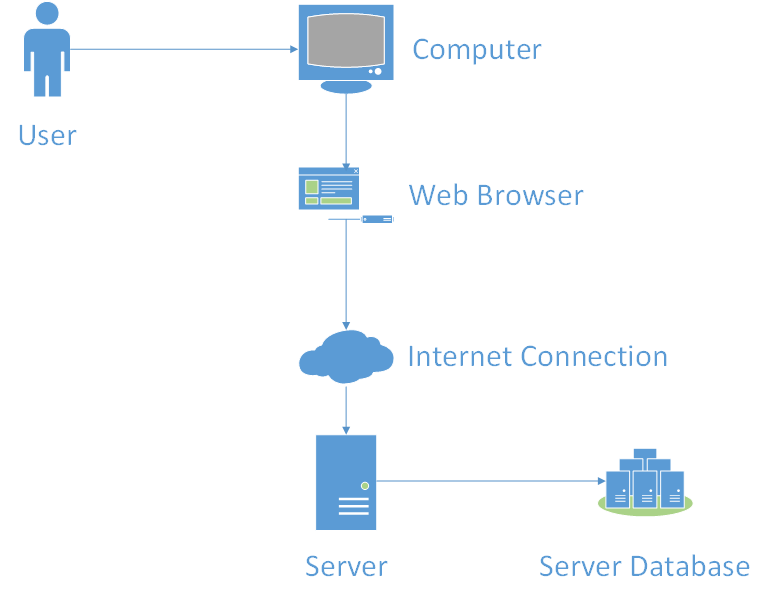 Computer
User
Web Browser
Internet Connection
Server
Server Database